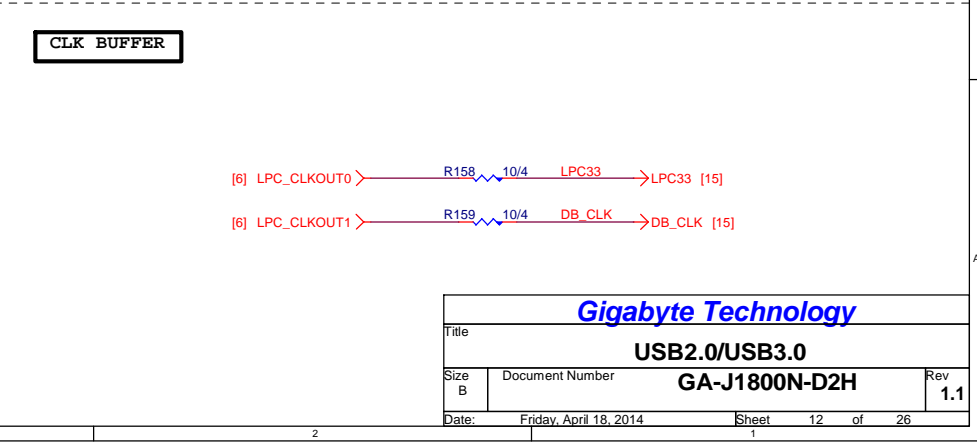 CLK BUFFER
[6] LPC_CLKOUT0 R158 10/4 LPC33 LPC33 [15]
[6] LPC_CLKOUT1 R159 10/4 DB_CLK DB_CLK [15]
A
Gigabyte Technology
Title
USB2.0/USB3.0
Size Document Number Rev
B GA-J1800N-D2H 1.1
Date: Friday, April 18, 2014 Sheet 12 of 26
2 1